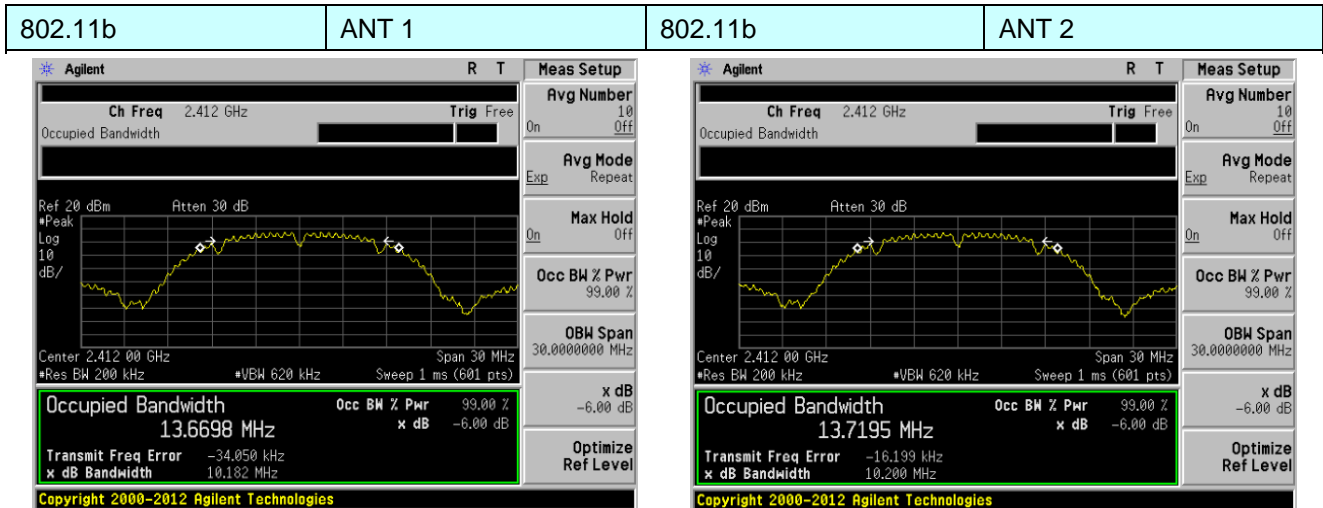 802.11b ANT 1 802.11b ANT 2
Agilent R T Meas Setup
Ch Freq 2.412 GHz Trig Free
Occupied Bandwidth
Avg Number
10
On Off
Avg Mode
Exp Repeat
Ref 20 dBm Atten 30 dB
#Peak
Log
10
dB/
Max Hold
On Off
Occ BW % Pwr
99.00 %
OBW Span
30.0000000 MHz
Center 2.412 00 GHz Span 30 MHz
#Res BW 200 kHz #VBW 620 kHz Sweep 1 ms (601 pts)
x dB
-6.00 dB
Occupied Bandwidth Occ BW % Pwr 99.00 %
13.6698 MHz x dB -6.00 dB
Transmit Freq Error -34.050 kHz
x dB Bandwidth 10.182 MHz
Optimize
Ref Level
Copyright 2000-2012 Agilent Technologies
Agilent R T Meas Setup
Ch Freq 2.412 GHz Trig Free
Occupied Bandwidth
Avg Number
10
On Off
Avg Mode
Exp Repeat
Ref 20 dBm Atten 30 dB
#Peak
Log
10
dB/
Max Hold
On Off
Occ BW % Pwr
99.00 %
OBW Span
30.0000000 MHz
Center 2.412 00 GHz Span 30 MHz
#Res BW 200 kHz #VBW 620 kHz Sweep 1 ms (601 pts)
x dB
-6.00 dB
Occupied Bandwidth Occ BW % Pwr 99.00 %
13.7195 MHz x dB -6.00 dB
Transmit Freq Error -16.199 kHz
x dB Bandwidth 10.200 MHz
Optimize
Ref Level
Copyright 2000-2012 Agilent Technologies